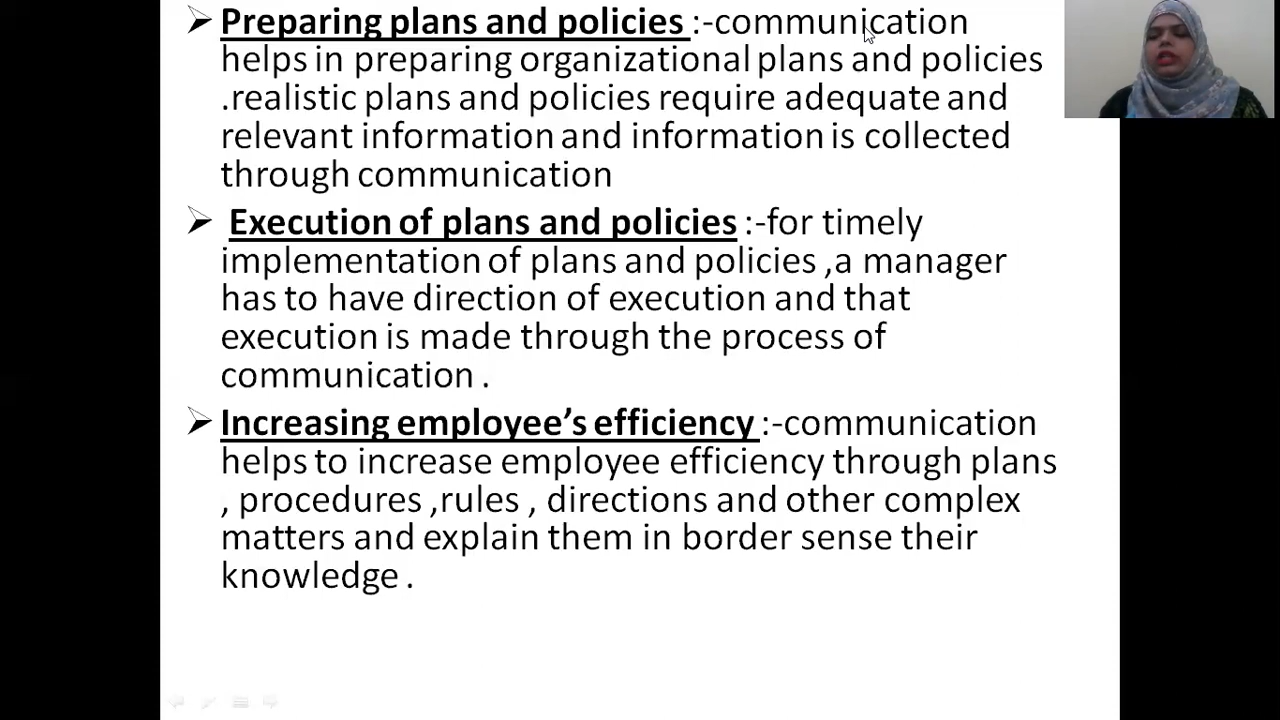 Preparing plans and policies :-communication
helps in preparing organizational plans and policies
.realistic plans and policies require adequate and
relevant information and information is collected
through communication
Execution of plans and policies :-for timely
implementation of plans and policies ,a manager
has to have direction of execution and that
execution is made through the process of
communication .
Increasing employee’s efficiency :-communication
helps to increase employee efficiency through plans
, procedures ,rules , directions and other complex
matters and explain them in border sense their
knowledge .